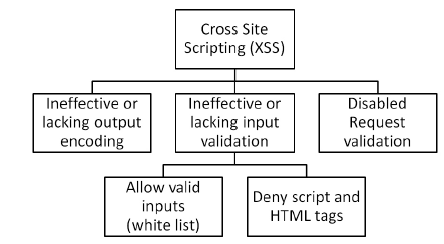 Cross Site
Scripting (XSS)
Ineffective or
lacking output
encoding
Ineffective or
lacking input
validation
Disabled
Request
validation
Allow valid
inputs
(white list)
Deny script and
HTML tags